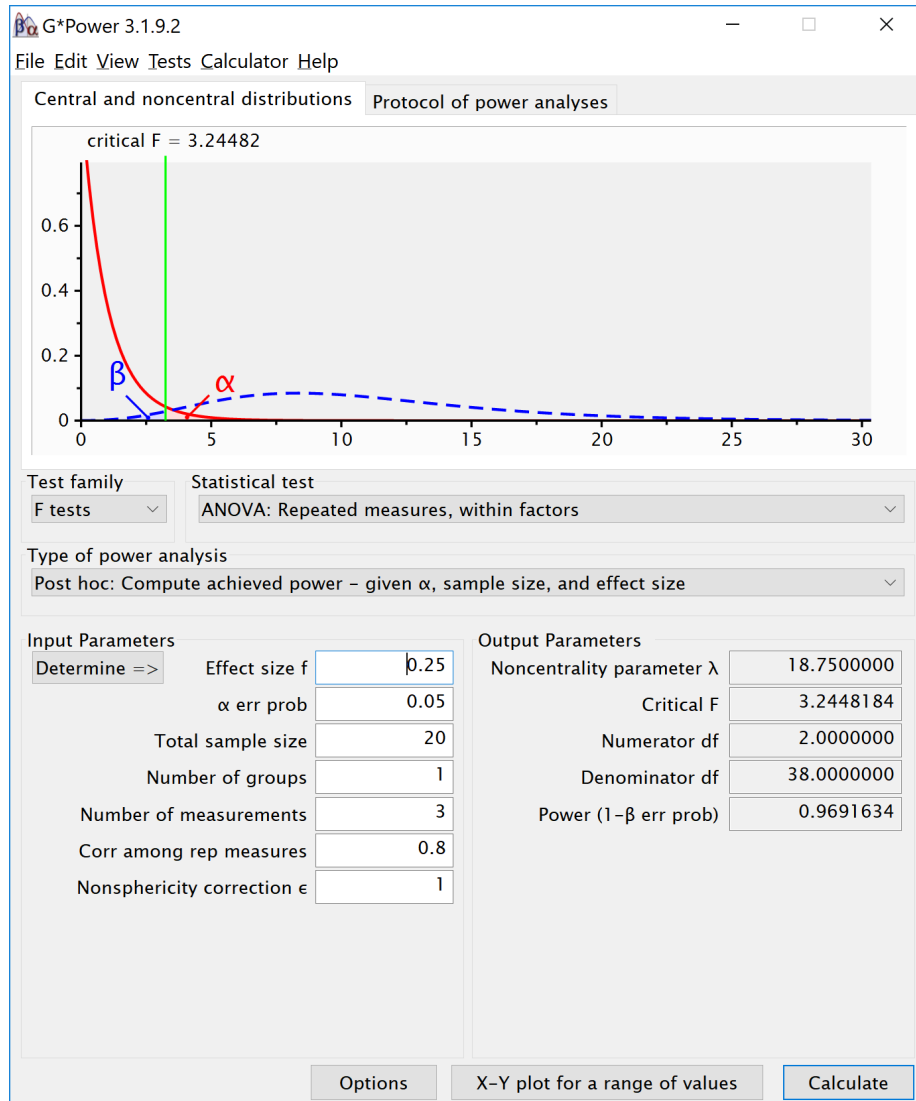 G*Power 3.1.9.2
File Edit View Tests Calculator Help
Central and noncentral distributions
Protocol of power analyses
critical F = 3.24482
0.6
0.4
0.2
0
β
α
0 5 10 15 20 25 30
Test family
Statistical test
F tests
ANOVA: Repeated measures, within factors
Type of power analysis
Post hoc: Compute achieved power – given α, sample size, and effect size
Input Parameters
Determine =>
Effect size f 0.25
α err prob 0.05
Total sample size 20
Number of groups 1
Number of measurements 3
Corr among rep measures 0.8
Nonsphericity correction ϵ 1
Output Parameters
Noncentrality parameter λ 18.7500000
Critical F 3.2448184
Numerator df 2.0000000
Denominator df 38.0000000
Power (1-β err prob) 0.9691634
Options
X-Y plot for a range of values
Calculate